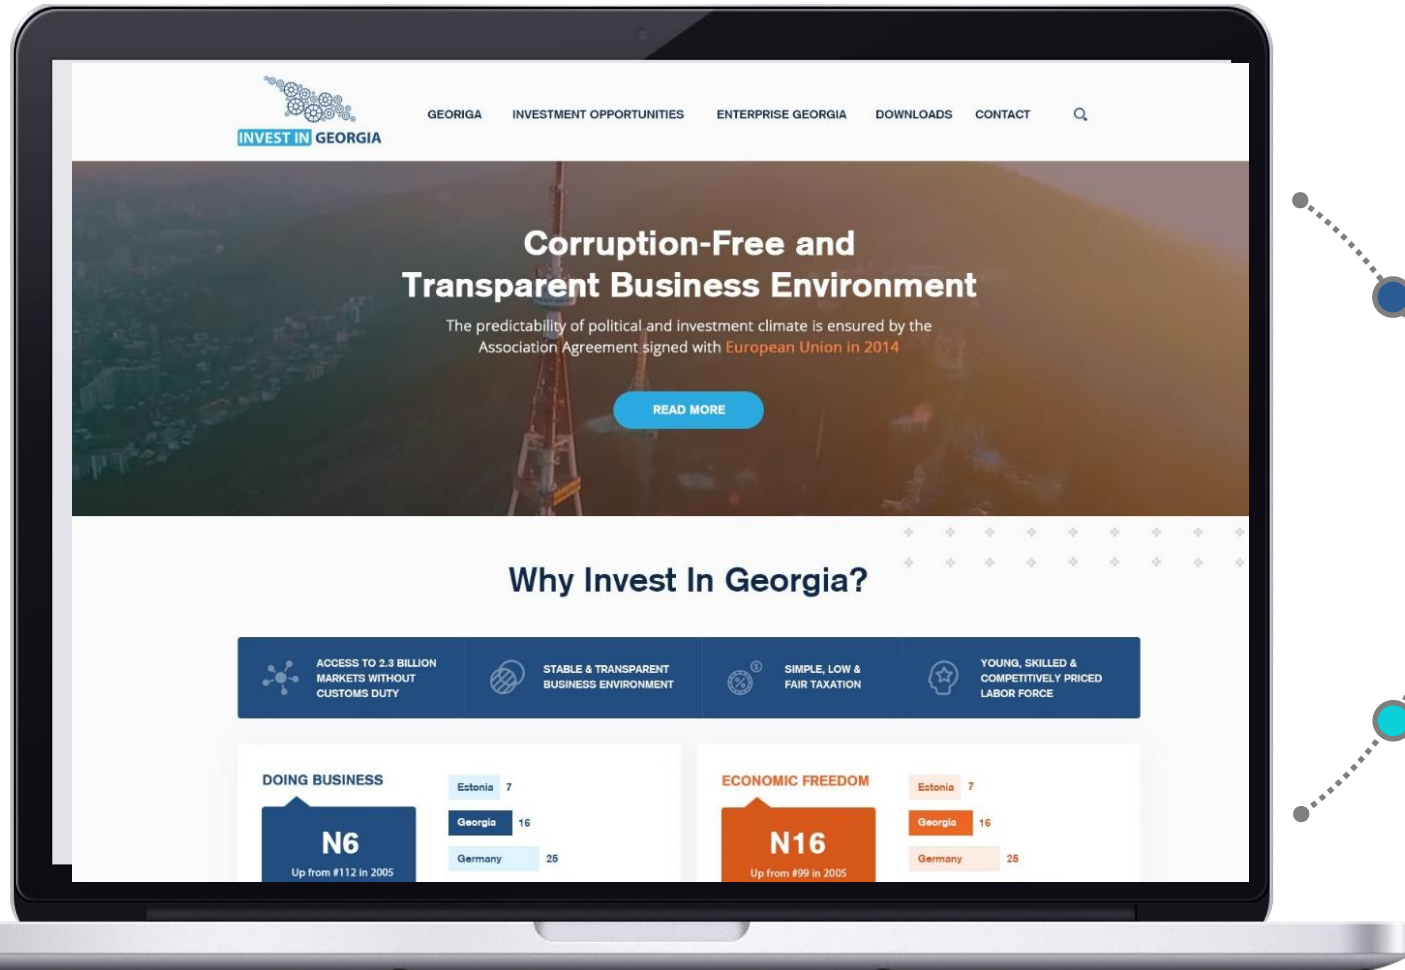 INVEST IN GEORGIA
GEORIGA INVESTMENT OPPORTUNITIES ENTERPRISE GEORGIA DOWNLOADS CONTACT
Corruption-Free and
Transparent Business Environment
The predictability of political and investment climate is ensured by the
Association Agreement signed with European Union in 2014
READ MORE
Why Invest In Georgia?
ACCESS TO 2.3 BILLION
MARKETS WITHOUT
CUSTOMS DUTY
STABLE & TRANSPARENT
BUSINESS ENVIRONMENT
SIMPLE, LOW &
FAIR TAXATION
YOUNG, SKILLED &
COMPETITIVELY PRICED
LABOR FORCE
DOING BUSINESS
N6
Up from #112 in 2005
Estonia 7
Georgia 16
Germany 25
ECONOMIC FREEDOM
N16
Up from #99 in 2005
Estonia 7
Georgia 16
Germany 25